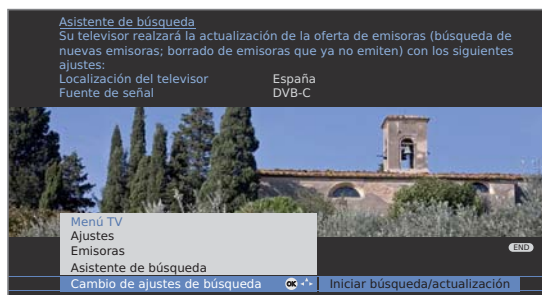 Asistente de búsqueda
Su televisor realzará la actualización de la oferta de emisoras (búsqueda de
nuevas emisoras; borrado de emisoras que ya no emiten) con los siguientes
ajustes:
Localización del televisor España
Fuente de señal DVB-C
Menú TV
Ajustes
Emisoras
END
Asistente de búsqueda
Cambio de ajustes de búsqueda OK Iniciar búsqueda/actualización